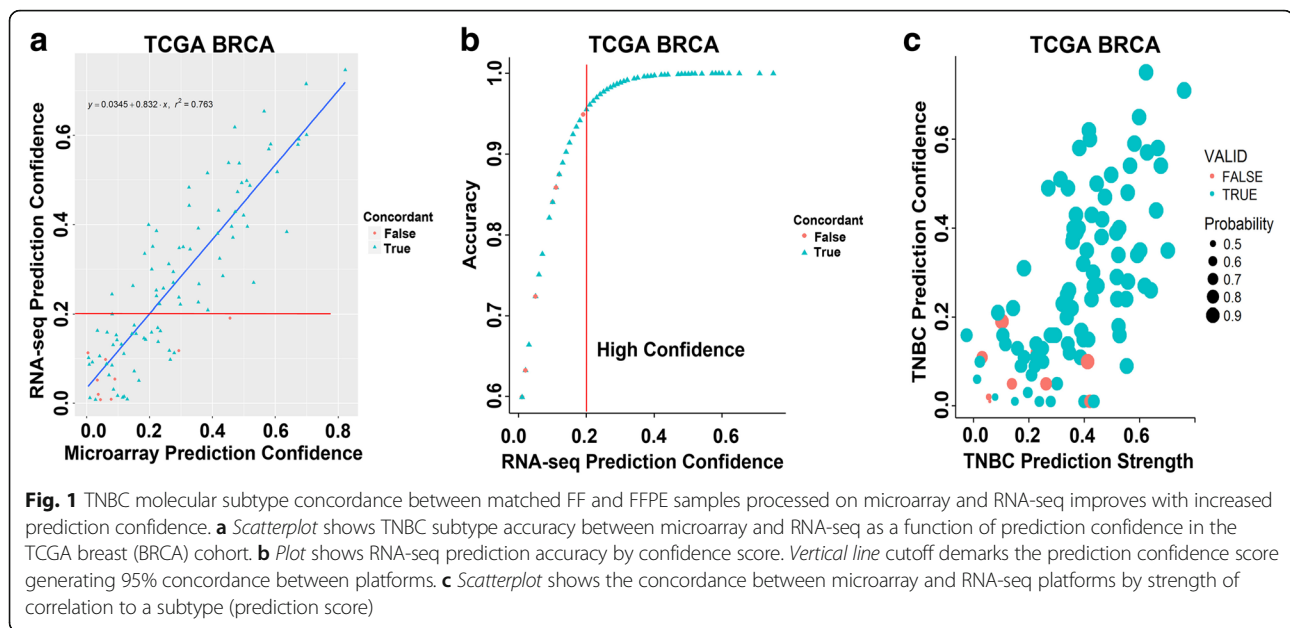 a
TCGA BRCA
y = 0.0345 + 0.832 · x, r² = 0.763
RNA-seq Prediction Confidence
0.6
0.4
0.2
0.0
0.0 0.2 0.4 0.6 0.8
Microarray Prediction Confidence
Concordant
False
True
b
TCGA BRCA
Accuracy
1.0
0.9
0.8
0.7
0.6
High Confidence
0.0 0.2 0.4 0.6
RNA-seq Prediction Confidence
Concordant
False
True
c
TCGA BRCA
TNBC Prediction Confidence
0.6
0.4
0.2
0.0
0.0 0.2 0.4 0.6
TNBC Prediction Strength
VALID
FALSE
TRUE
Probability
0.5
0.6
0.7
0.8
0.9
Fig. 1 TNBC molecular subtype concordance between matched FF and FFPE samples processed on microarray and RNA-seq improves with increased
prediction confidence. a Scatterplot shows TNBC subtype accuracy between microarray and RNA-seq as a function of prediction confidence in the
TCGA breast (BRCA) cohort. b Plot shows RNA-seq prediction accuracy by confidence score. Vertical line cutoff demarks the prediction confidence score
generating 95% concordance between platforms. c Scatterplot shows the concordance between microarray and RNA-seq platforms by strength of
correlation to a subtype (prediction score)